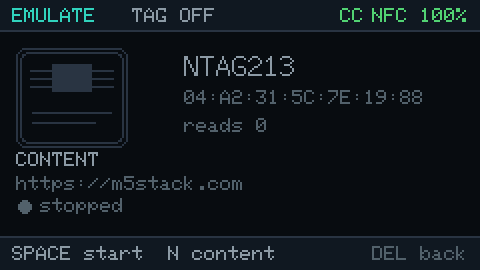 EMULATE TAG OFF CC NFC 100%
NTAG213
04:A2:31:5C:7E:19:88
reads 0
CONTENT
https://m5stack.com
stopped
SPACE start N content DEL back